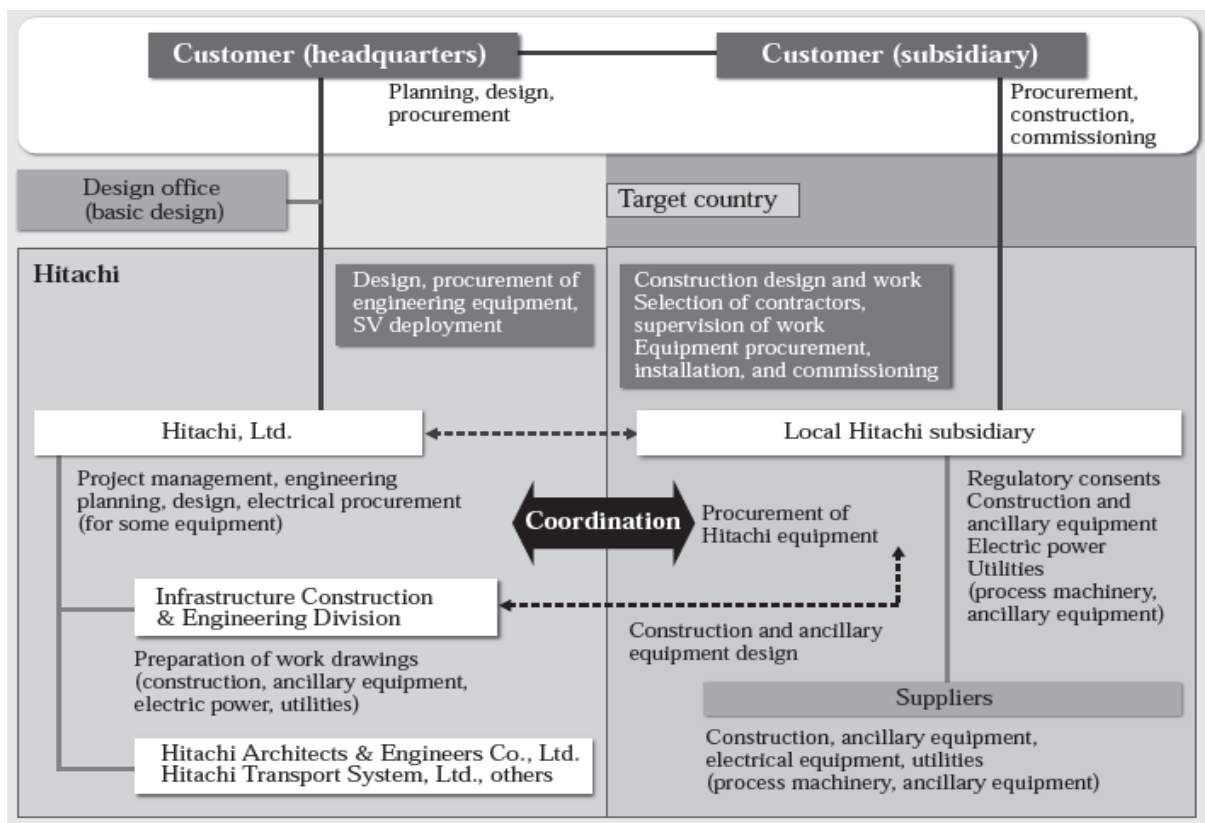 Customer (headquarters)
Customer (subsidiary)
Planning, design,
procurement
Procurement,
construction,
commissioning
Design office
(basic design)
Target country
Hitachi
Design, procurement of
engineering equipment,
SV deployment
Construction design and work
Selection of contractors,
supervision of work
Equipment procurement,
installation, and commissioning
Hitachi, Ltd.
Local Hitachi subsidiary
Project management, engineering
planning, design, electrical procurement
(for some equipment)
Coordination
Procurement of
Hitachi equipment
Regulatory consents
Construction and
ancillary equipment
Electric power
Utilities
(process machinery,
ancillary equipment)
Infrastructure Construction
& Engineering Division
Construction and ancillary
equipment design
Preparation of work drawings
(construction, ancillary equipment,
electric power, utilities)
Suppliers
Construction, ancillary equipment,
electrical equipment, utilities
(process machinery, ancillary equipment)
Hitachi Architects & Engineers Co., Ltd.
Hitachi Transport System, Ltd., others